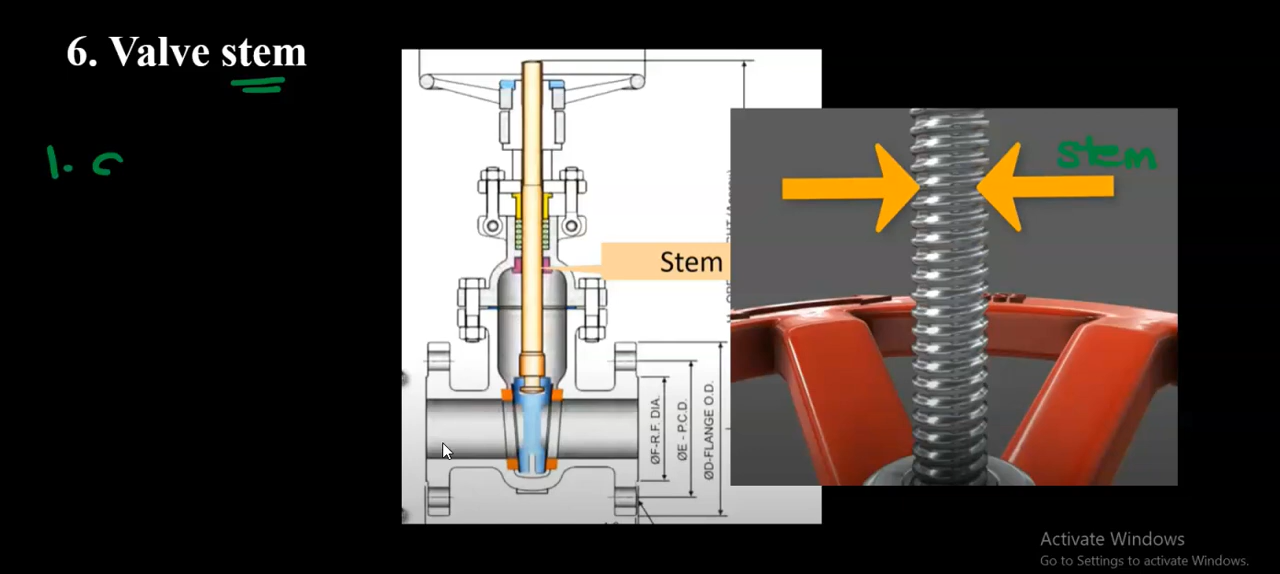 6. Valve stem
1. c
stem
Stem
ØF-R.F. DIA.
ØE - P.C.D.
ØD-FLANGE O.D.
Activate Windows
Go to Settings to activate Windows.